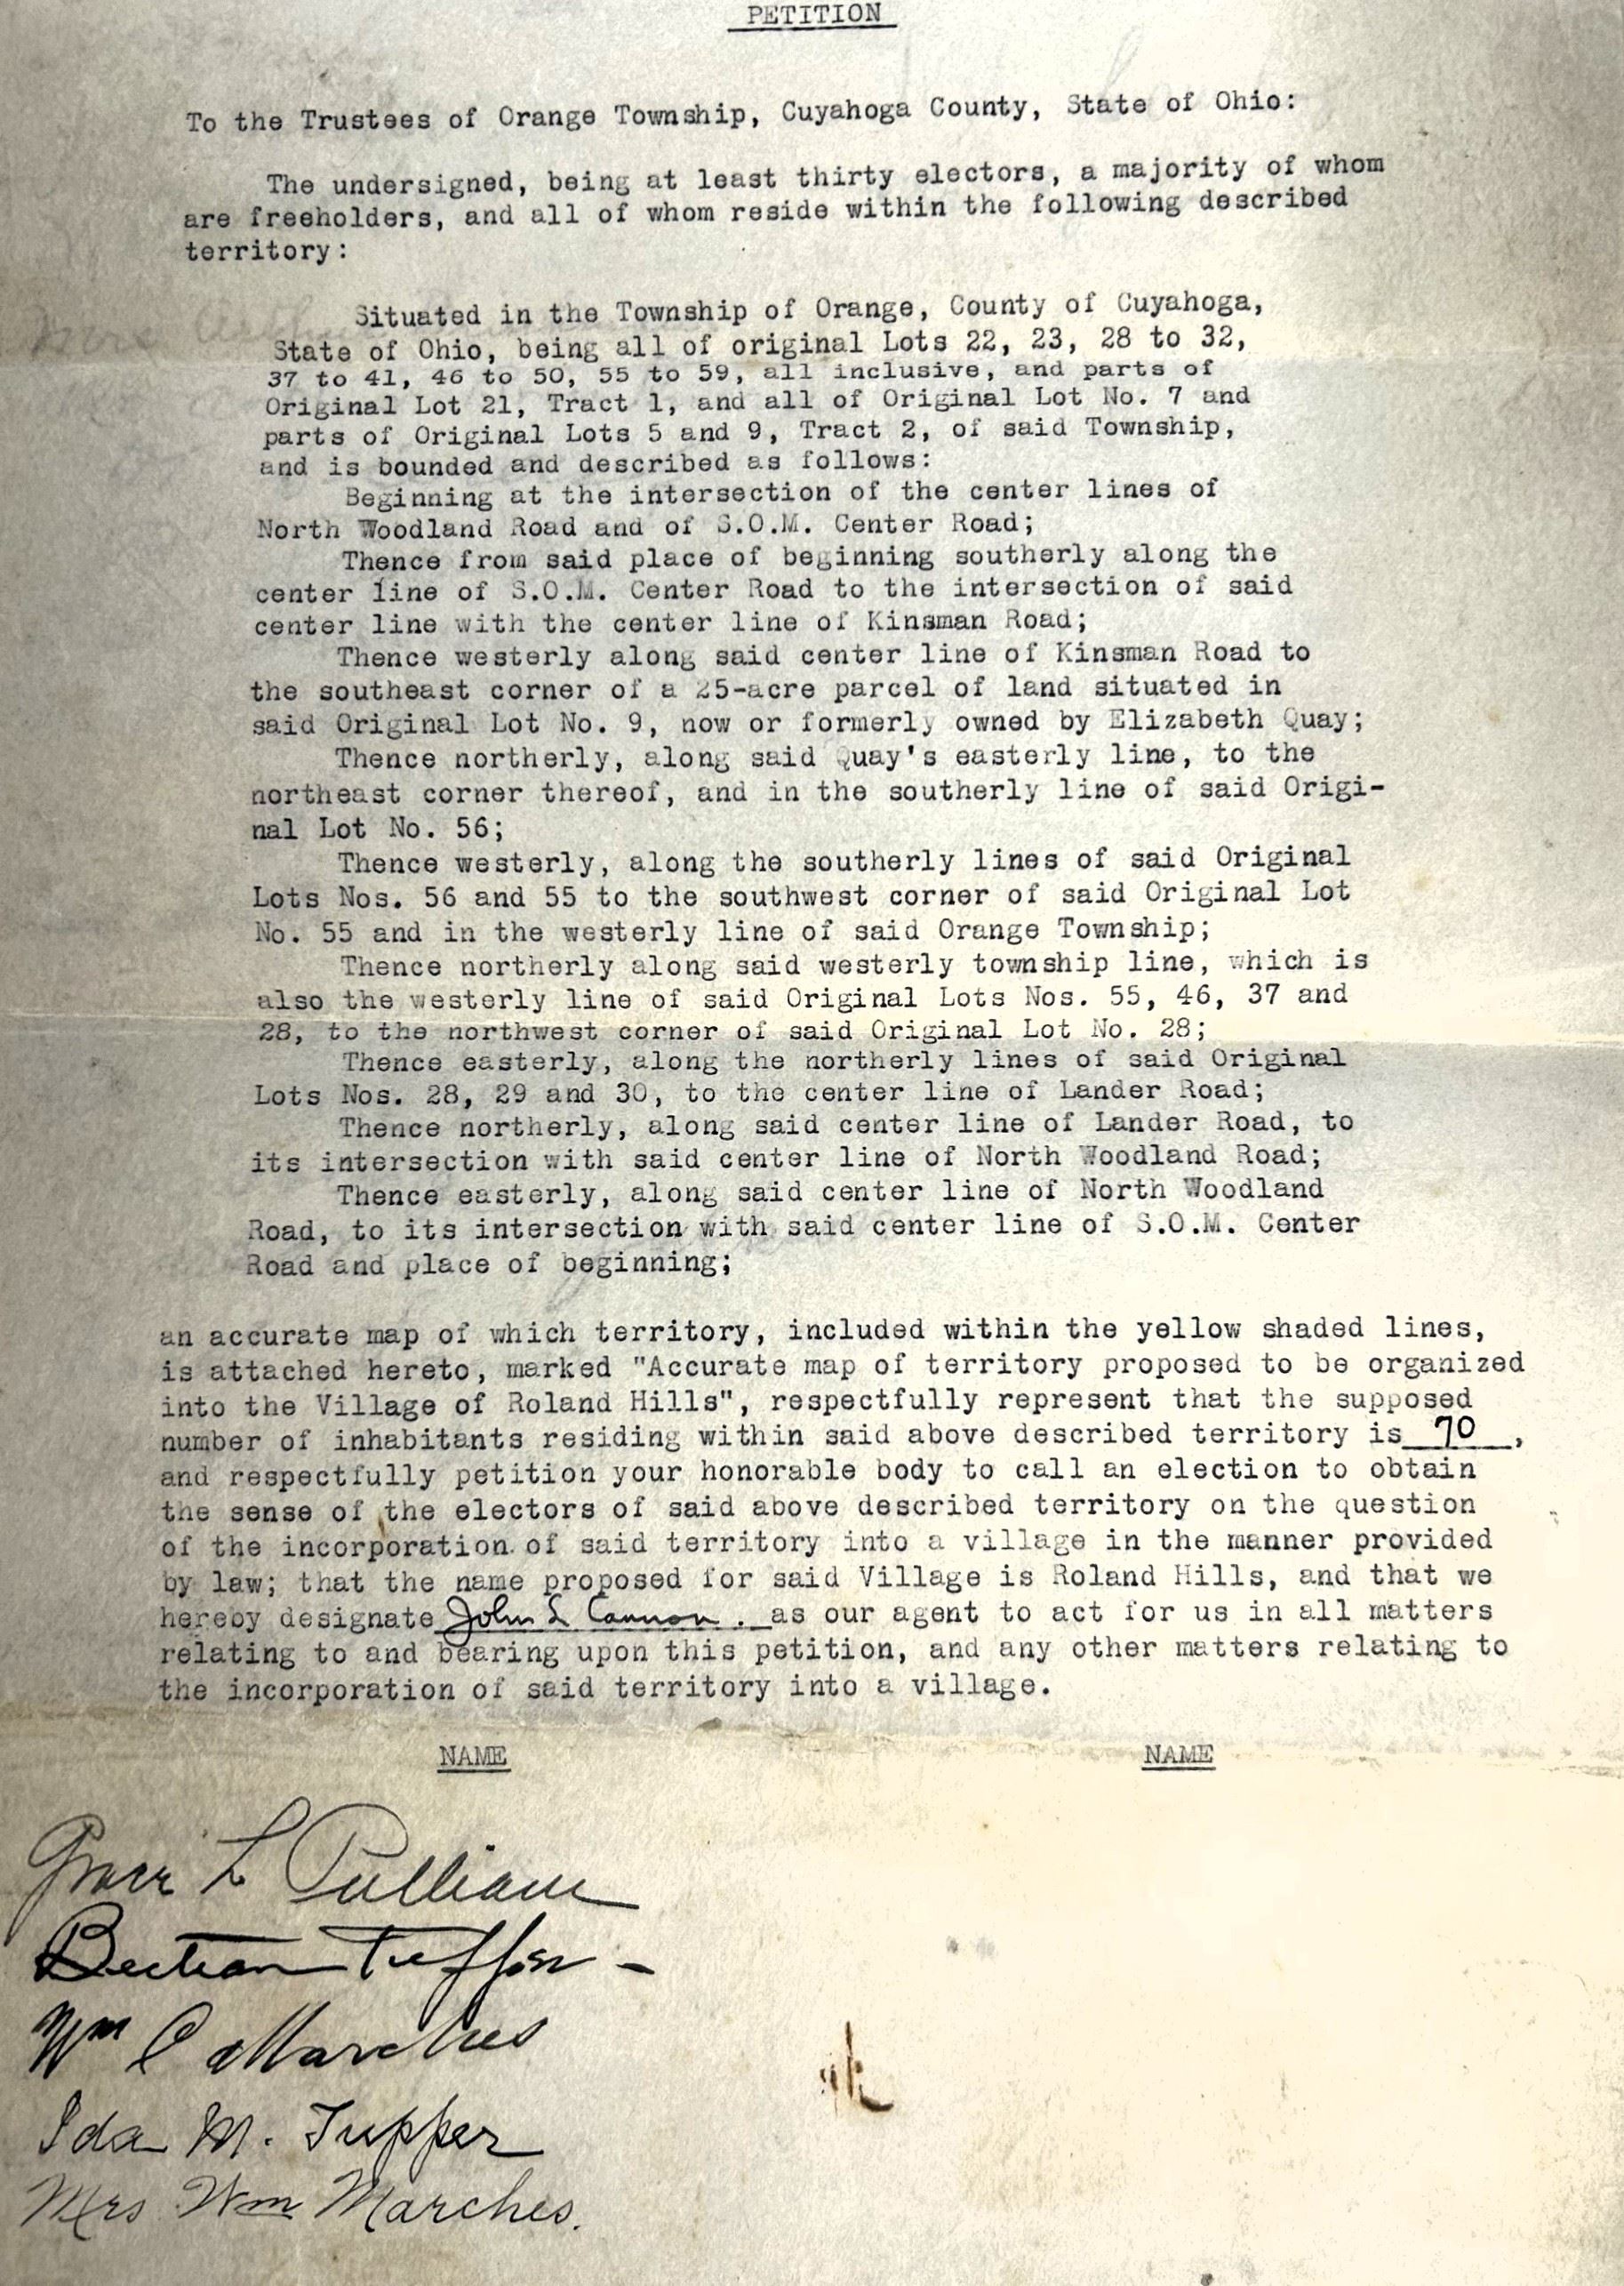 PETITION
To the Trustees of Orange Township, Cuyahoga County, State of Ohio:
The undersigned, being at least thirty electors, a majority of whom
are freeholders, and all of whom reside within the following described
territory:
Situated in the Township of Orange, County of Cuyahoga,
State of Ohio, being all of original Lots 22, 23, 28 to 32,
37 to 41, 46 to 50, 55 to 59, all inclusive, and parts of
Original Lot 21, Tract 1, and all of Original Lot No. 7 and
parts of Original Lots 5 and 9, Tract 2, of said Township,
and is bounded and described as follows:
Beginning at the intersection of the center lines of
North Woodland Road and of S.O.M. Center Road;
Thence from said place of beginning southerly along the
center line of S.O.M. Center Road to the intersection of said
center line with the center line of Kinsman Road;
Thence westerly along said center line of Kinsman Road to
the southeast corner of a 25-acre parcel of land situated in
said Original Lot No. 9, now or formerly owned by Elizabeth Quay;
Thence northerly, along said Quay's easterly line, to the
northeast corner thereof, and in the southerly line of said Origi-
nal Lot No. 56;
Thence westerly, along the southerly lines of said Original
Lots Nos. 56 and 55 to the southwest corner of said Original Lot
No. 55 and in the westerly line of said Orange Township;
Thence northerly along said westerly township line, which is
also the westerly line of said Original Lots Nos. 55, 46, 37 and
28, to the northwest corner of said Original Lot No. 28;
Thence easterly, along the northerly lines of said Original
Lots Nos. 28, 29 and 30, to the center line of Lander Road;
Thence northerly, along said center line of Lander Road, to
its intersection with said center line of North Woodland Road;
Thence easterly, along said center line of North Woodland
Road, to its intersection with said center line of S.O.M. Center
Road and place of beginning;
an accurate map of which territory, included within the yellow shaded lines,
is attached hereto, marked "Accurate map of territory proposed to be organized
into the Village of Roland Hills", respectfully represent that the supposed
number of inhabitants residing within said above described territory is 70,
and respectfully petition your honorable body to call an election to obtain
the sense of the electors of said above described territory on the question
of the incorporation of said territory into a village in the manner provided
by law; that the name proposed for said Village is Roland Hills, and that we
hereby designate John L Cannon. as our agent to act for us in all matters
relating to and bearing upon this petition, and any other matters relating to
the incorporation of said territory into a village.
NAME NAME
L Pulliam
Wm C Marches
Ida M. Tupper
Mrs Wm Marches.